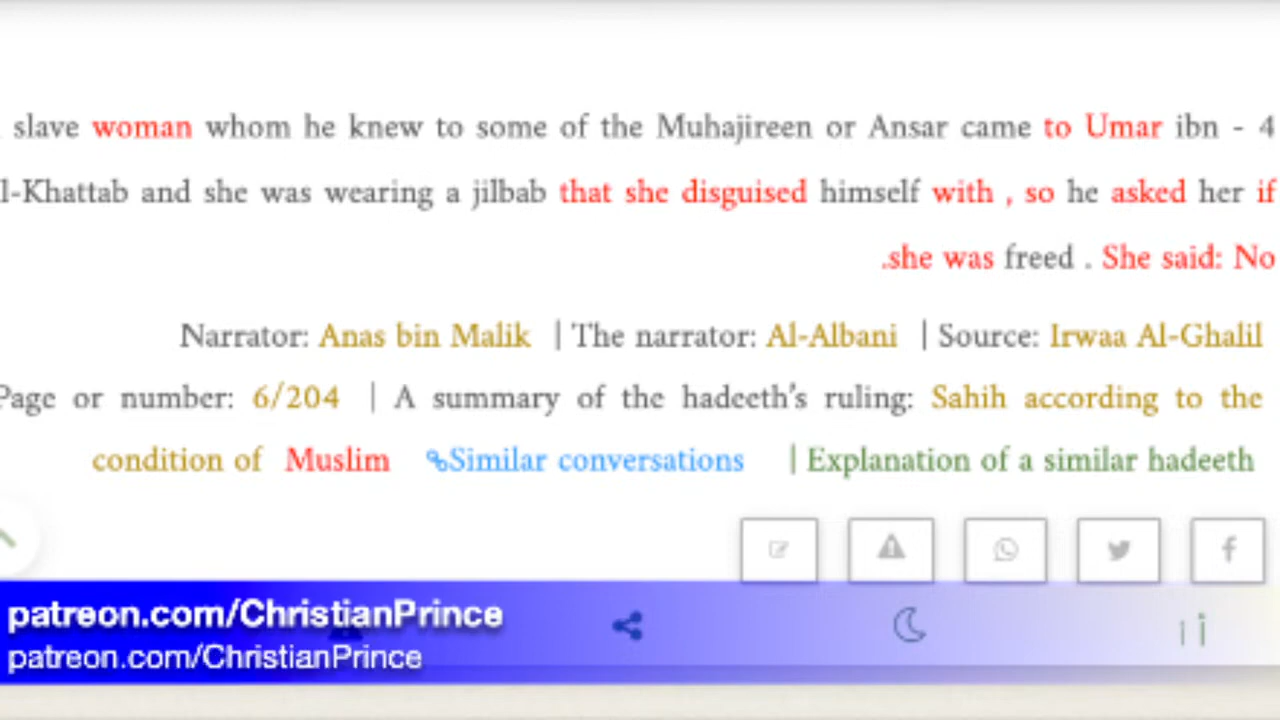 slave woman whom he knew to some of the Muhajireen or Ansar came to Umar ibn - 4
l-Khattab and she was wearing a jilbab that she disguised himself with , so he asked her if
.she was freed . She said: No
Narrator: Anas bin Malik | The narrator: Al-Albani | Source: Irwaa Al-Ghalil
Page or number: 6/204 | A summary of the hadeeth's ruling: Sahih according to the
condition of Muslim Similar conversations | Explanation of a similar hadeeth
patreon.com/ChristianPrince
patreon.com/ChristianPrince